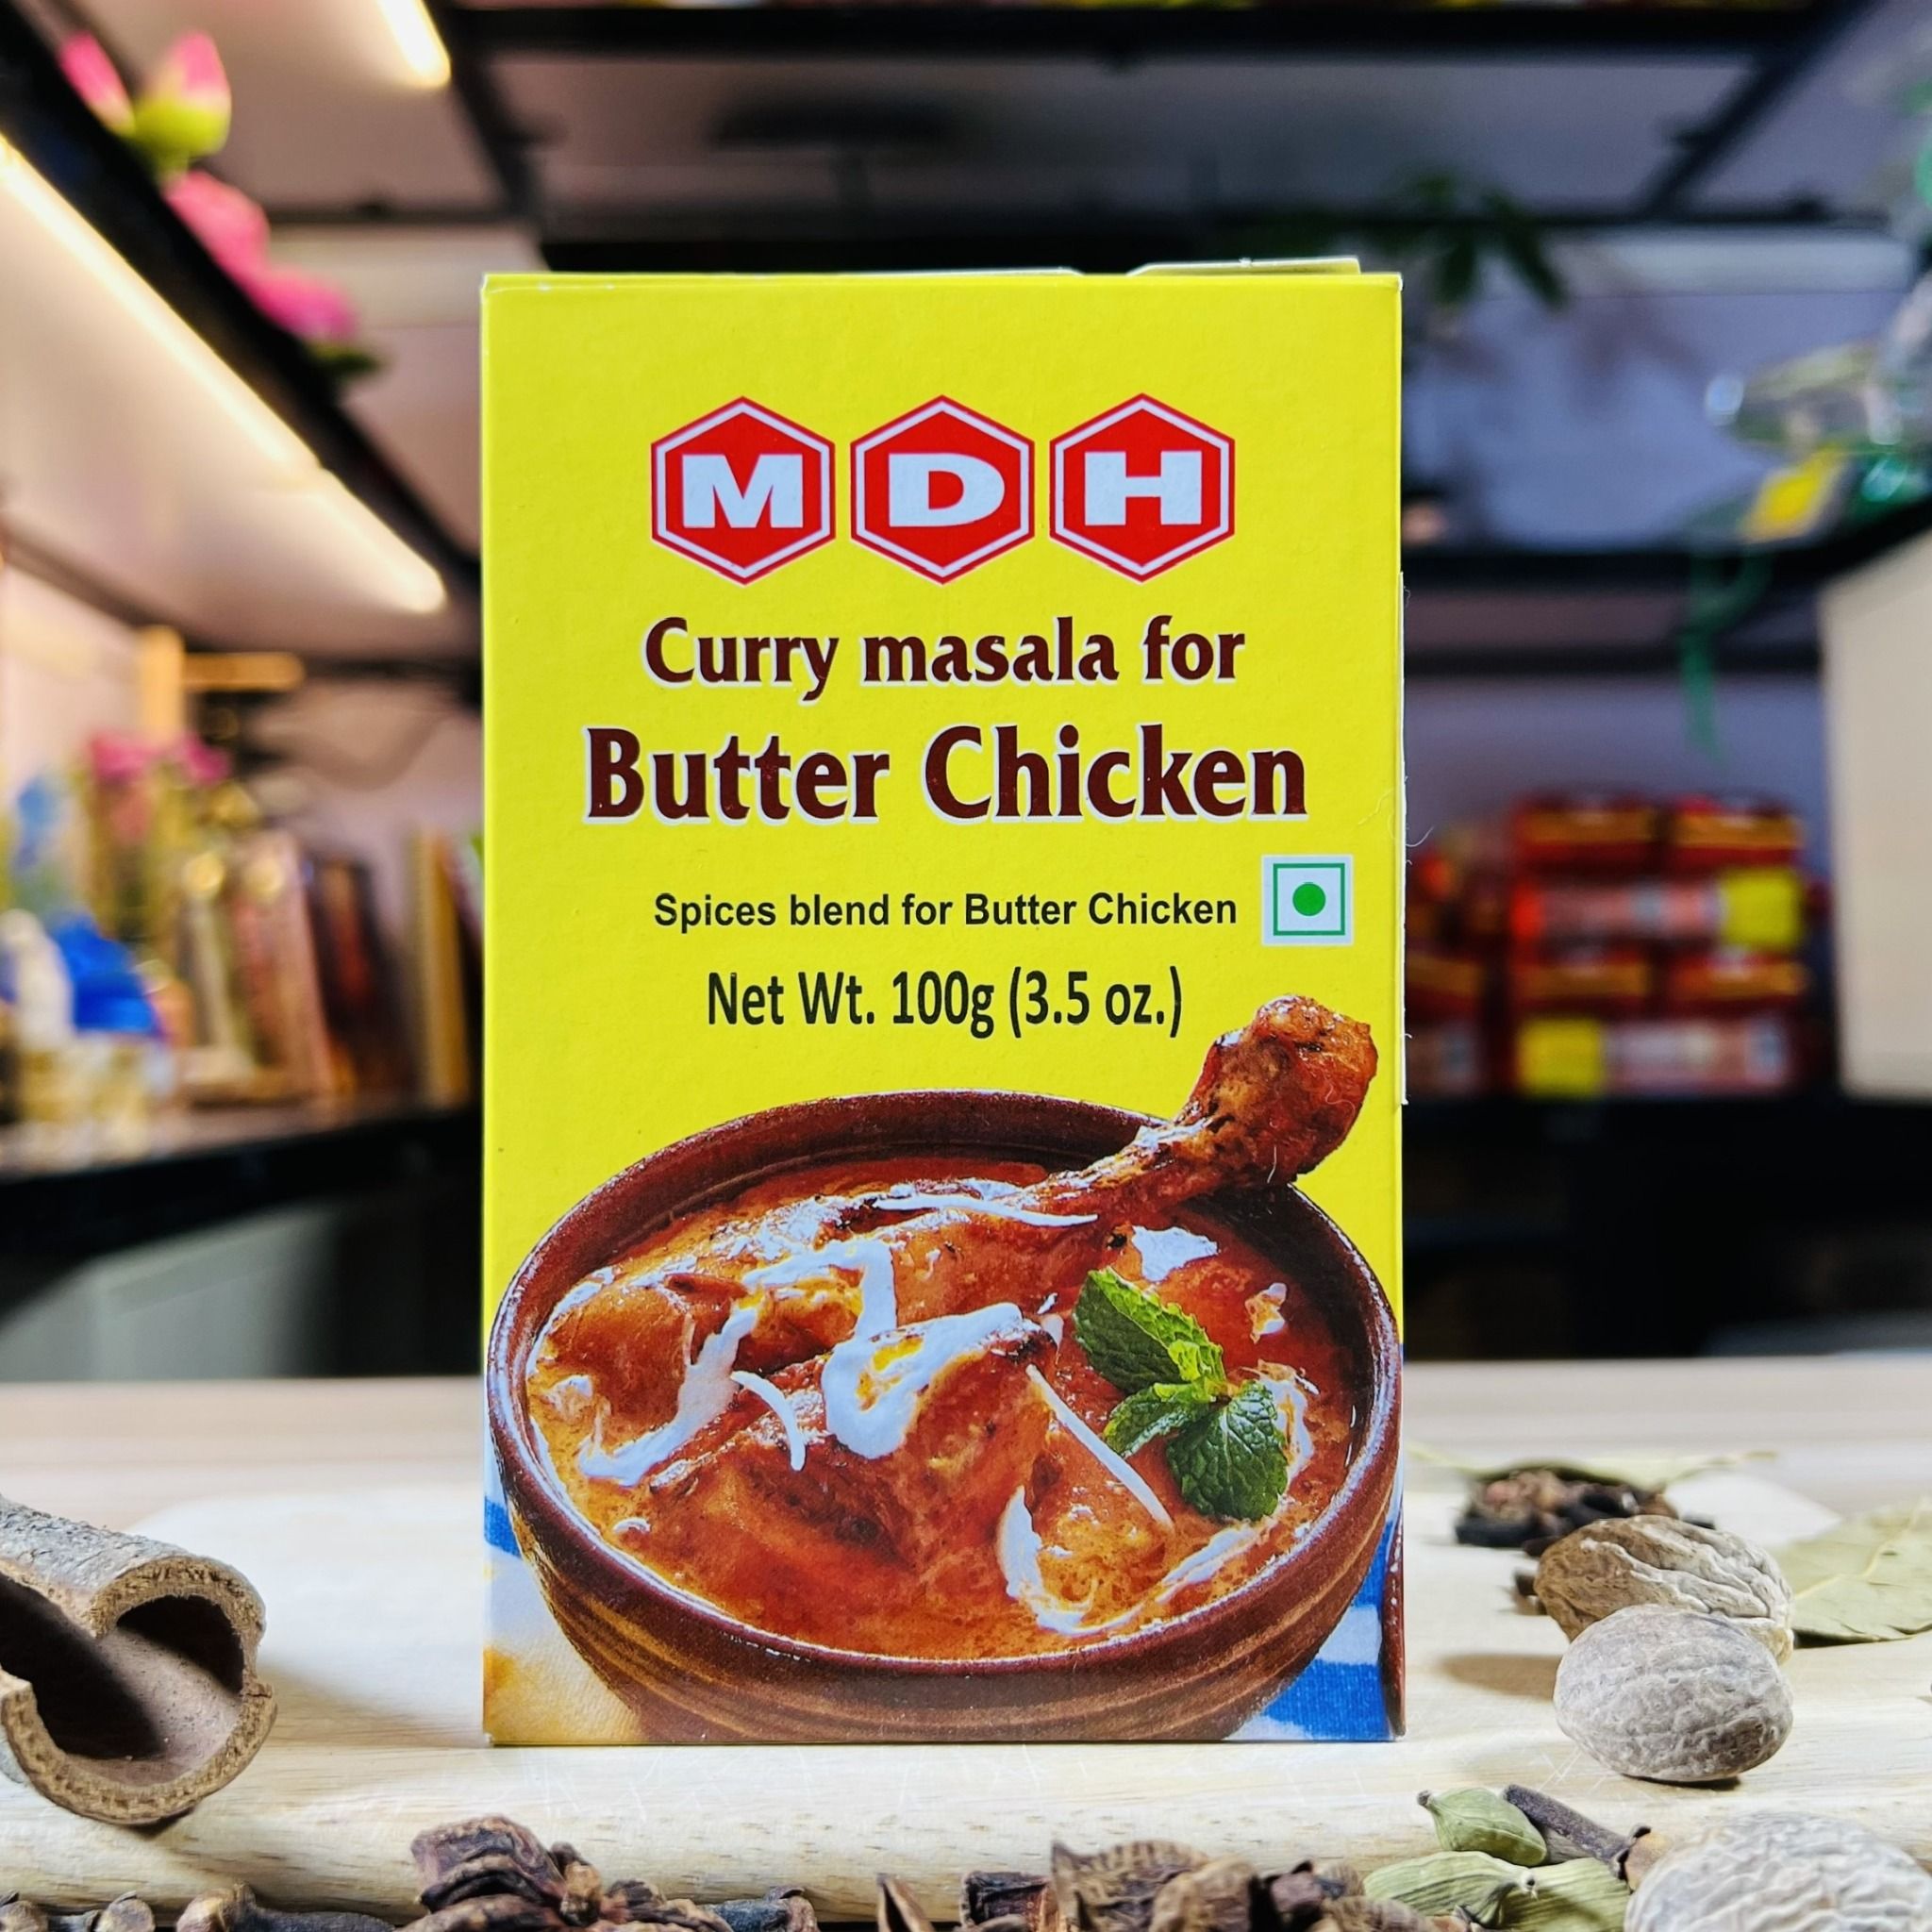 MDH
Curry masala for
Butter Chicken
Spices blend for Butter Chicken
Net Wt. 100g (3.5 oz.)